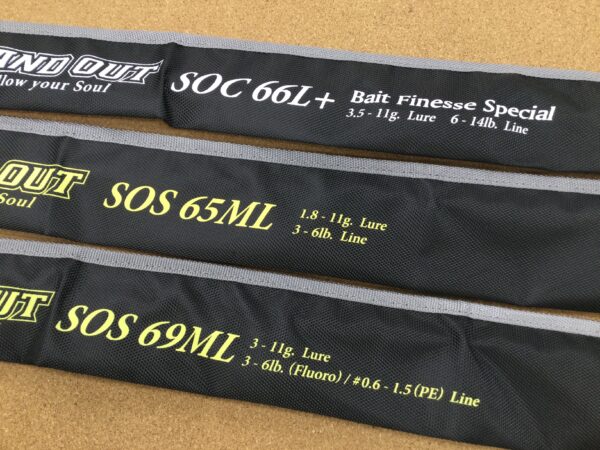 AND OUT
llow your Soul
SOC 66L+
Bait Finesse Special
3.5 - 11g. Lure 6 - 14lb. Line
OUT
Soul
SOS 65ML
1.8 - 11g. Lure
3 - 6lb. Line
UT
SOS 69ML
3 - 11g. Lure
3 - 6lb. (Fluoro) / #0.6 - 1.5 (PE) Line